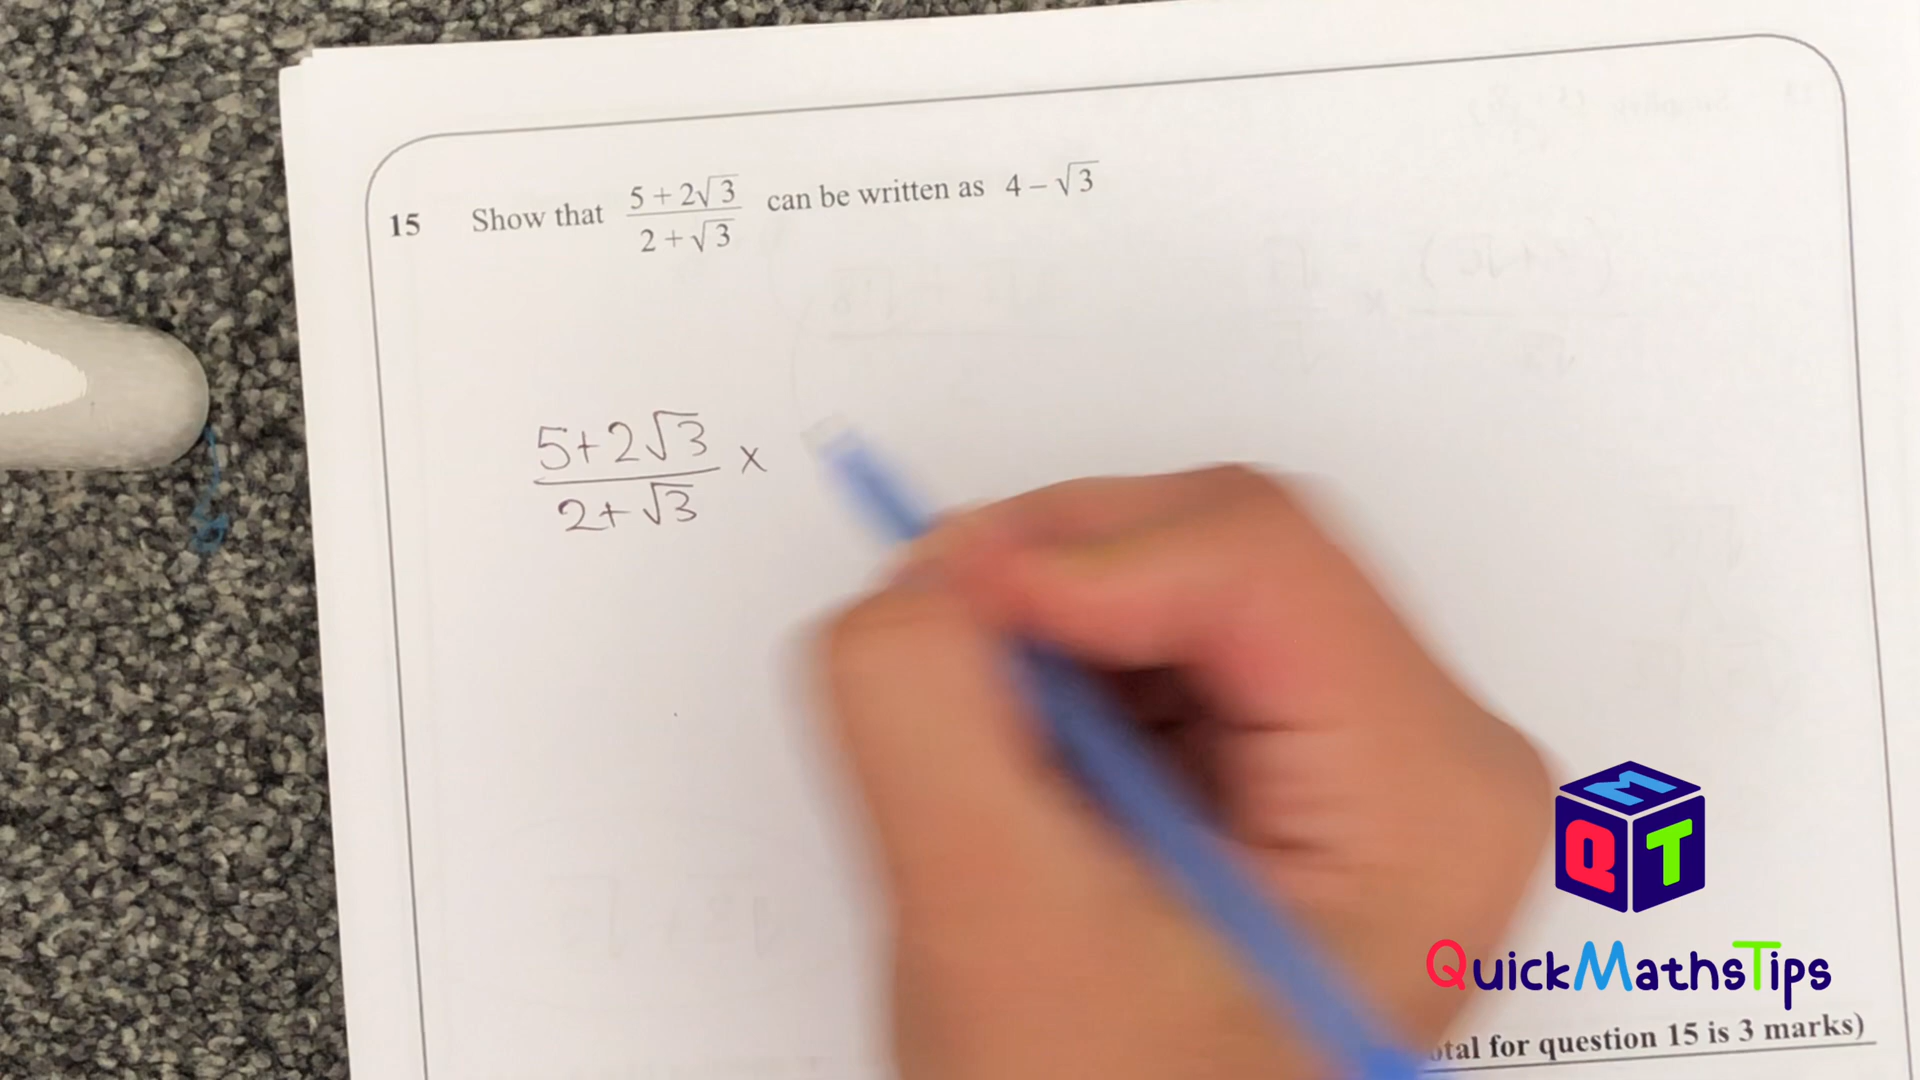 15 Show that 5 + 2√3 / 2 + √3 can be written as 4 – √3
5+2√3 / 2+√3 ×
M
Q T
QuickMathsTips
otal for question 15 is 3 marks)